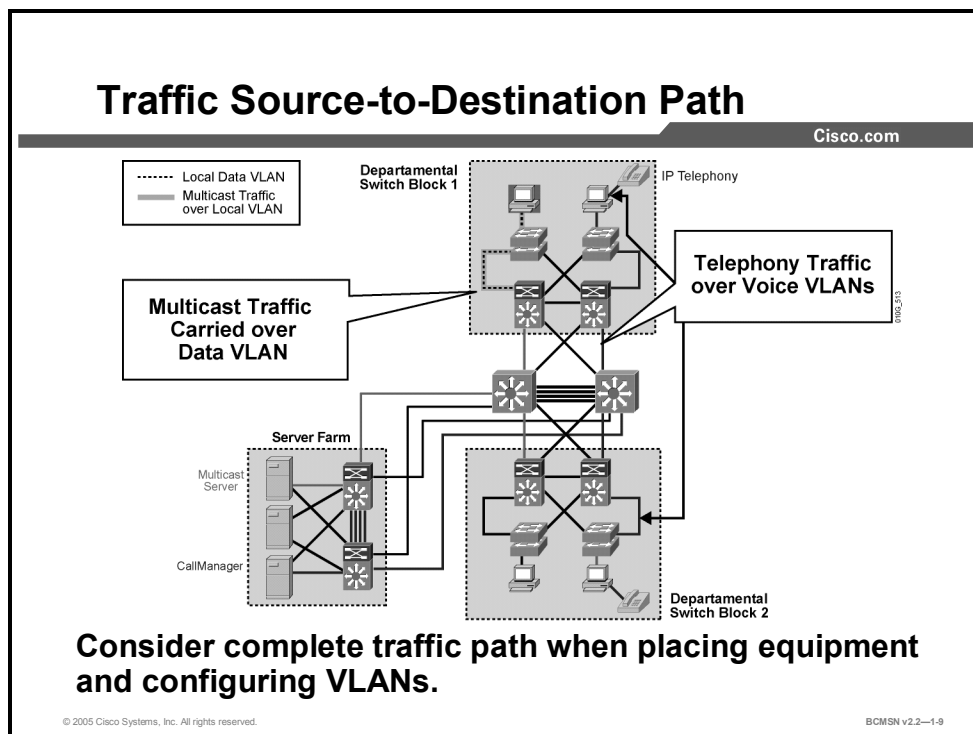 Traffic Source-to-Destination Path
Cisco.com
Local Data VLAN
Multicast Traffic
over Local VLAN
Departamental
Switch Block 1
IP Telephony
Telephony Traffic
over Voice VLANs
010G_513
Multicast Traffic
Carried over
Data VLAN
Server Farm
Multicast
Server
CallManager
Departamental
Switch Block 2
Consider complete traffic path when placing equipment
and configuring VLANs.
© 2005 Cisco Systems, Inc. All rights reserved.
BCMSN v2.2—1-9